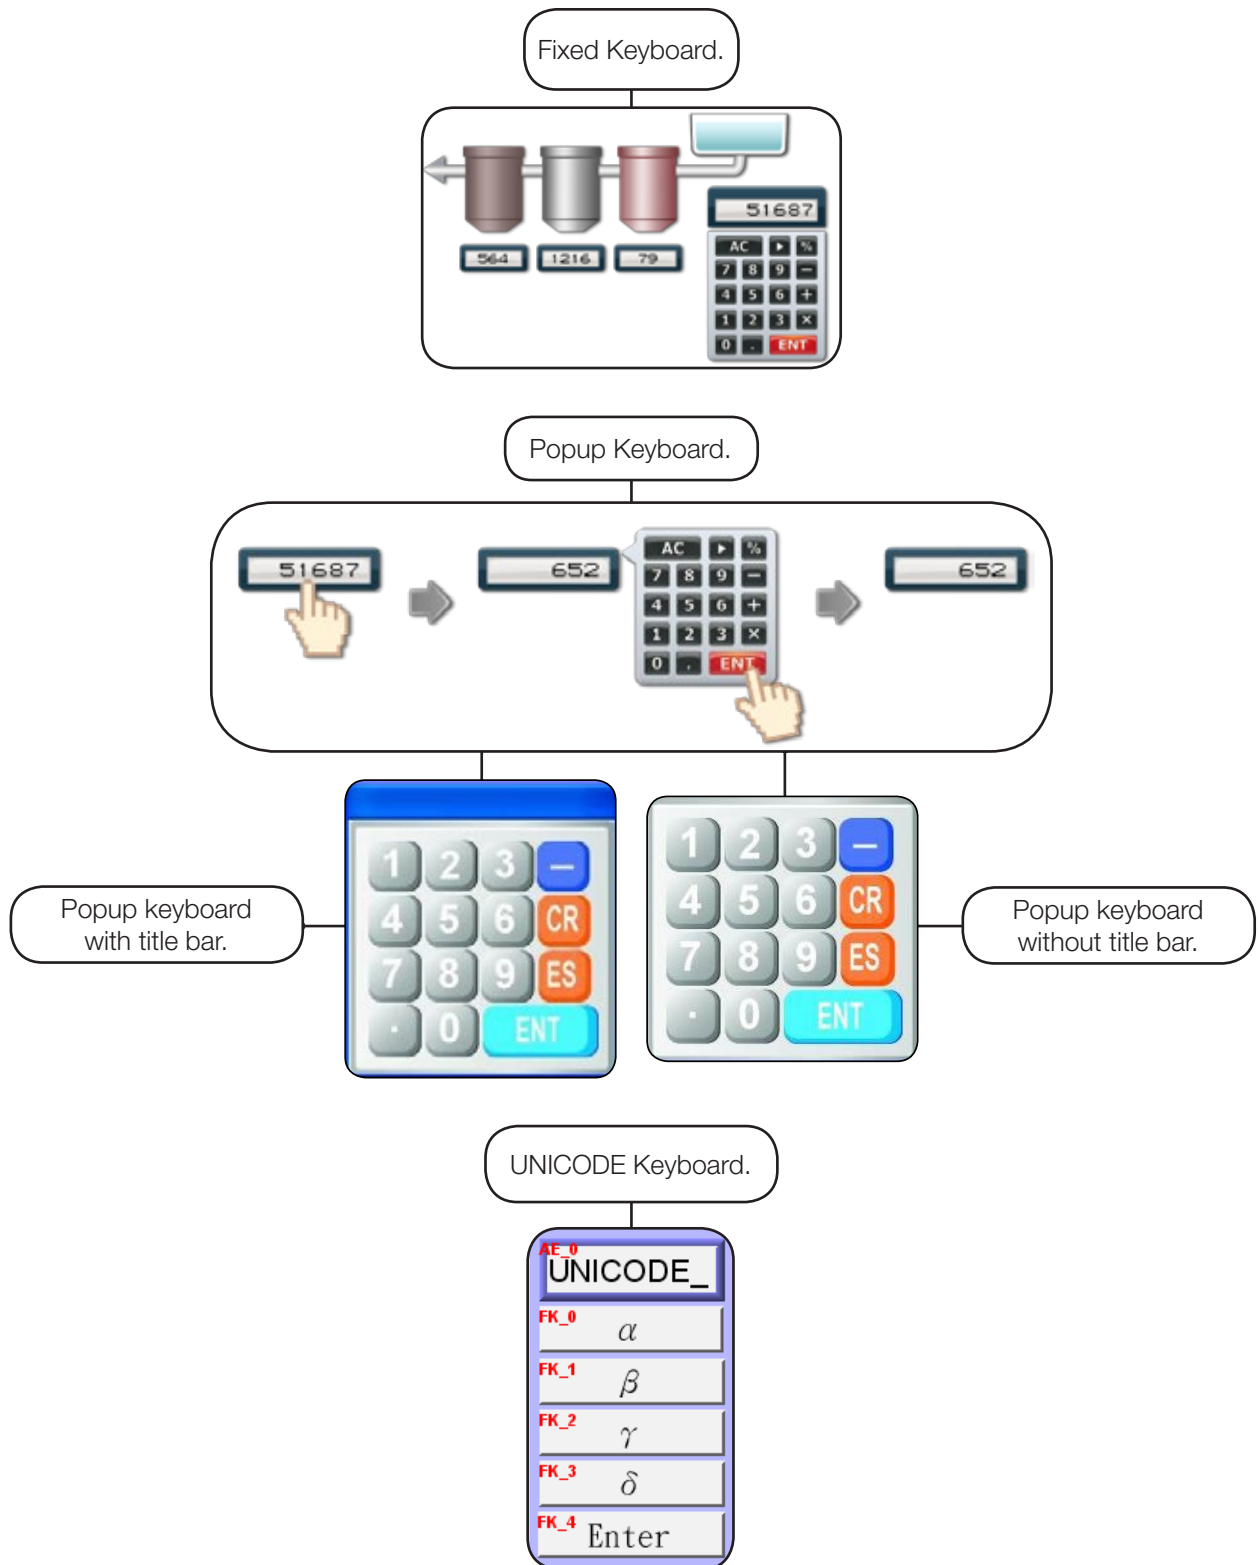 Fixed Keyboard.
51687
564 1216 79
AC ▶ %
7 8 9 −
4 5 6 +
1 2 3 ×
0 . ENT
Popup Keyboard.
51687
652
AC ▶ %
7 8 9 −
4 5 6 +
1 2 3 ×
0 . ENT
652
1 2 3 −
4 5 6 CR
7 8 9 ES
. 0 ENT
1 2 3 −
4 5 6 CR
7 8 9 ES
. 0 ENT
Popup keyboard
with title bar.
Popup keyboard
without title bar.
UNICODE Keyboard.
AE_0
UNICODE_
FK_0
α
FK_1
β
FK_2
γ
FK_3
δ
FK_4
Enter